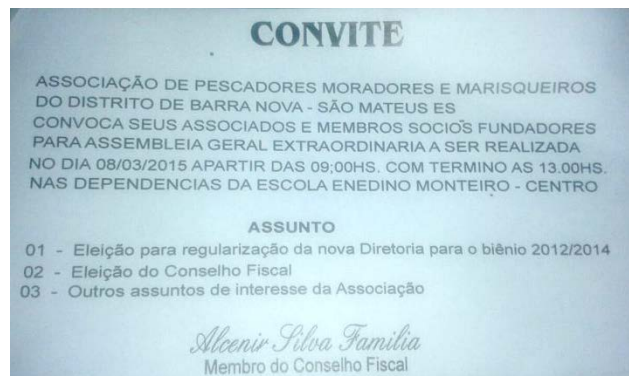 CONVITE
ASSOCIAÇÃO DE PESCADORES MORADORES E MARISQUEIROS
DO DISTRITO DE BARRA NOVA - SÃO MATEUS ES
CONVOCA SEUS ASSOCIADOS E MEMBROS SOCIOS FUNDADORES
PARA ASSEMBLEIA GERAL EXTRAORDINARIA A SER REALIZADA
NO DIA 08/03/2015 APARTIR DAS 09;00HS. COM TERMINO AS 13.00HS.
NAS DEPENDENCIAS DA ESCOLA ENEDINO MONTEIRO - CENTRO
ASSUNTO
01 - Eleição para regularização da nova Diretoria para o biênio 2012/2014
02 - Eleição do Conselho Fiscal
03 - Outros assuntos de interesse da Associação
Alcenir Silva Familia
Membro do Conselho Fiscal